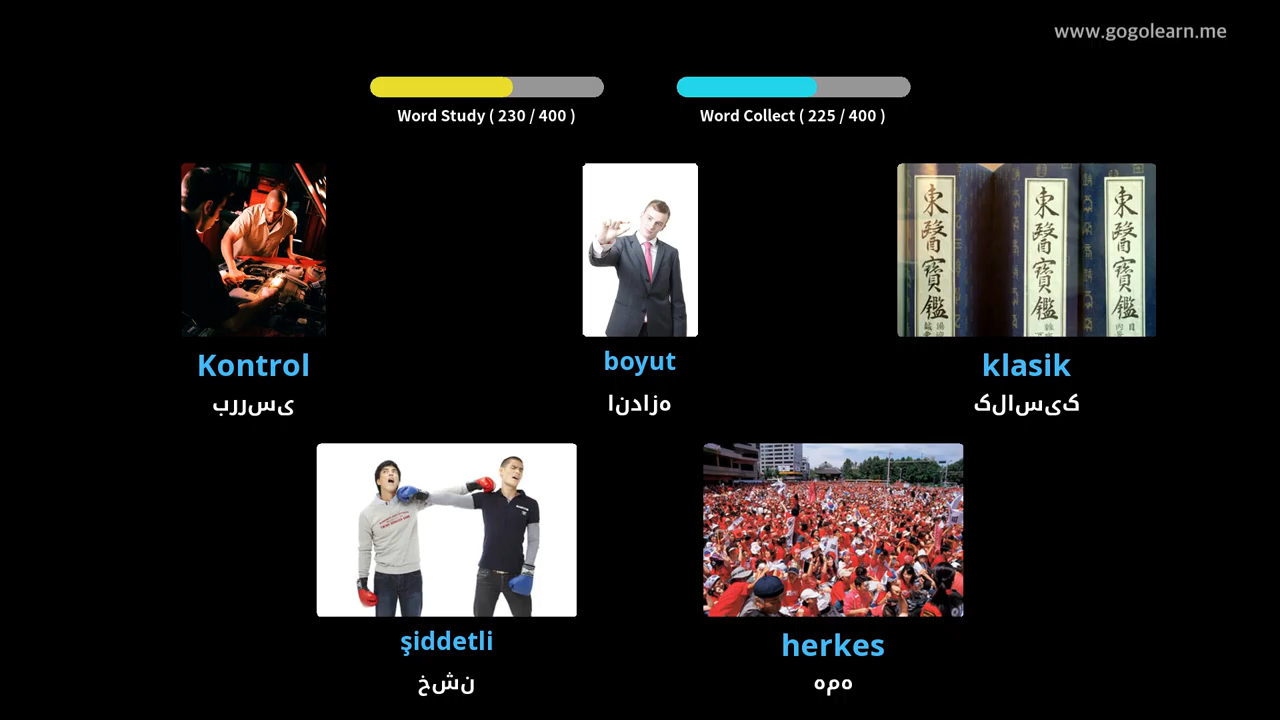 www.gogolearn.me
Word Study ( 230 / 400 )
Word Collect ( 225 / 400 )
東醫寶鑑
東醫寶鑑
東醫寶鑑
Kontrol
بررسی
boyut
اندازه
klasik
کلاسیک
şiddetli
خشن
herkes
همه